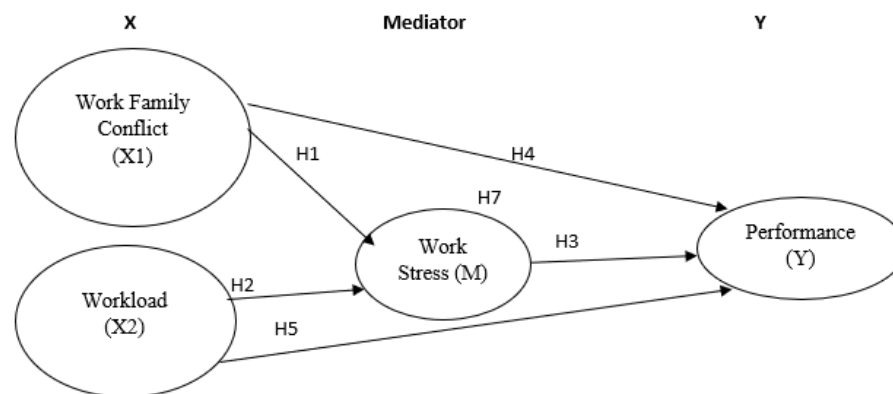 X Mediator Y
Work Family
Conflict
(X1)
H1
H4
H7
Work
Stress (M)
H3
Performance
(Y)
Workload
(X2)
H2
H5